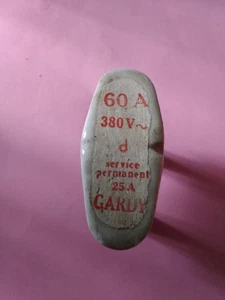 60 A
380 V ~
d
service
permanent
25 A
GARDY